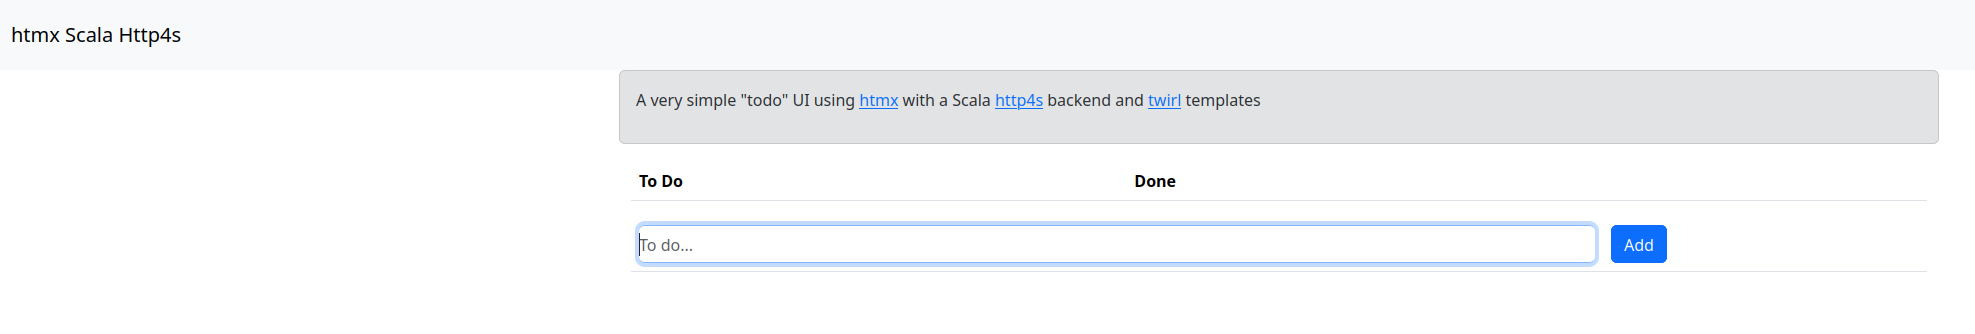 htmx Scala Http4s
A very simple "todo" UI using htmx with a Scala http4s backend and twirl templates
To Do Done
To do... Add